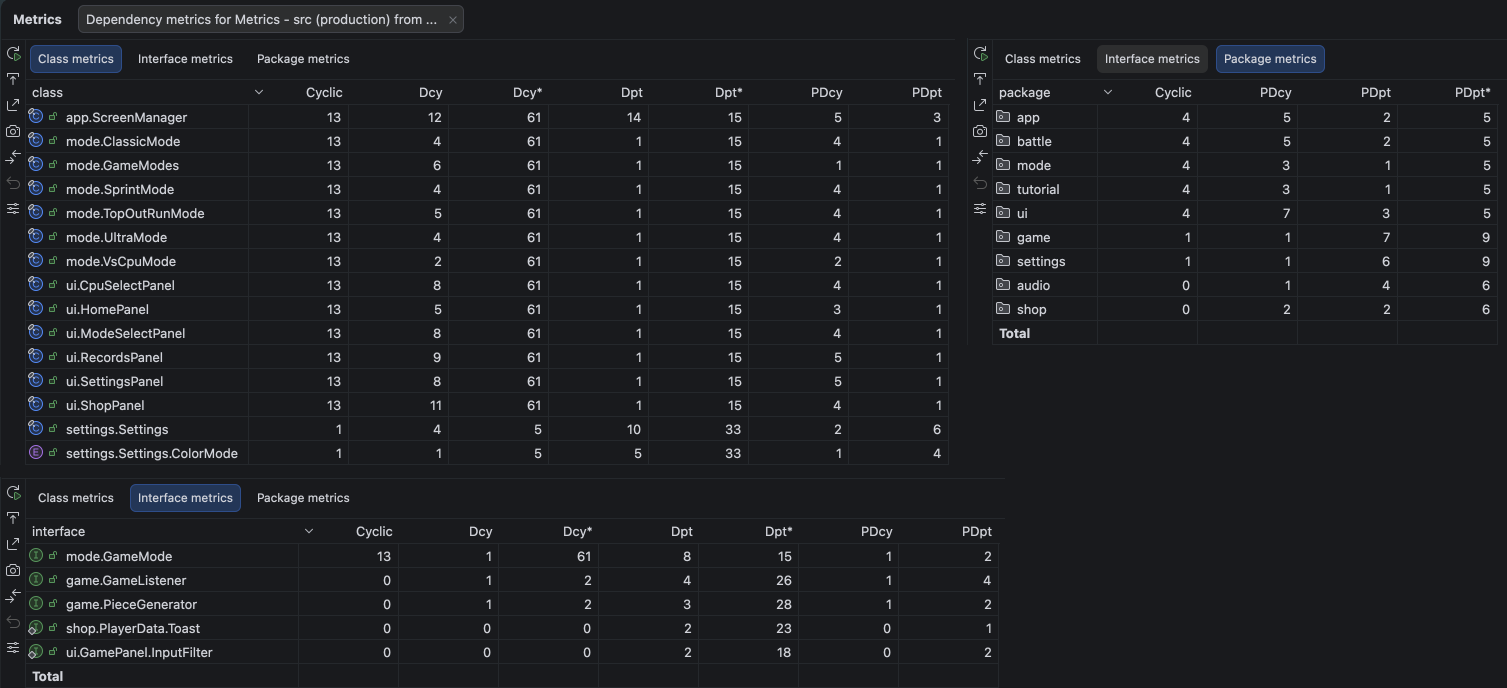 Metrics Dependency metrics for Metrics - src (production) from ... ×
Class metrics Interface metrics Package metrics
class Cyclic Dcy Dcy* Dpt Dpt* PDcy PDpt
app.ScreenManager 13 12 61 14 15 5 3
mode.ClassicMode 13 4 61 1 15 4 1
mode.GameModes 13 6 61 1 15 1 1
mode.SprintMode 13 4 61 1 15 4 1
mode.TopOutRunMode 13 5 61 1 15 4 1
mode.UltraMode 13 4 61 1 15 4 1
mode.VsCpuMode 13 2 61 1 15 2 1
ui.CpuSelectPanel 13 8 61 1 15 4 1
ui.HomePanel 13 5 61 1 15 3 1
ui.ModeSelectPanel 13 8 61 1 15 4 1
ui.RecordsPanel 13 9 61 1 15 5 1
ui.SettingsPanel 13 8 61 1 15 5 1
ui.ShopPanel 13 11 61 1 15 4 1
settings.Settings 1 4 5 10 33 2 6
settings.Settings.ColorMode 1 1 5 5 33 1 4
Class metrics Interface metrics Package metrics
package Cyclic PDcy PDpt PDpt*
app 4 5 2 5
battle 4 5 2 5
mode 4 3 1 5
tutorial 4 3 1 5
ui 4 7 3 5
game 1 1 7 9
settings 1 1 6 9
audio 0 1 4 6
shop 0 2 2 6
Total
Class metrics Interface metrics Package metrics
interface Cyclic Dcy Dcy* Dpt Dpt* PDcy PDpt
mode.GameMode 13 1 61 8 15 1 2
game.GameListener 0 1 2 4 26 1 4
game.PieceGenerator 0 1 2 3 28 1 2
shop.PlayerData.Toast 0 0 0 2 23 0 1
ui.GamePanel.InputFilter 0 0 0 2 18 0 2
Total